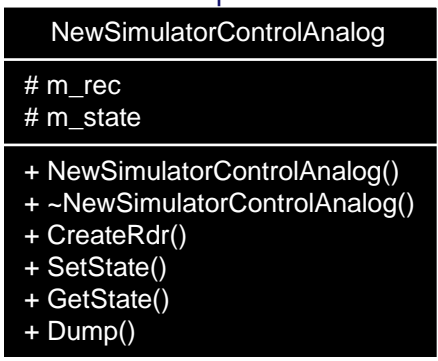 NewSimulatorControlAnalog
# m_rec
# m_state
+ NewSimulatorControlAnalog()
+ ~NewSimulatorControlAnalog()
+ CreateRdr()
+ SetState()
+ GetState()
+ Dump()